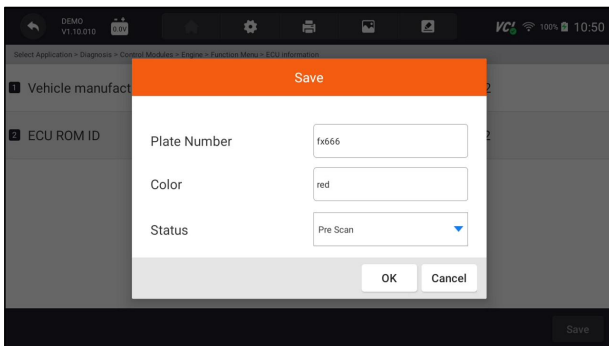 DEMO
V1.10.010
0.0V
VC!
100%
10:50
Select Application » Diagnosis » Control Modules » Engine » Function Menu » ECU information
Save
1 Vehicle manufact
2
2 ECU ROM ID
2
Plate Number
fx666
Color
red
Status
Pre Scan
OK
Cancel
Save